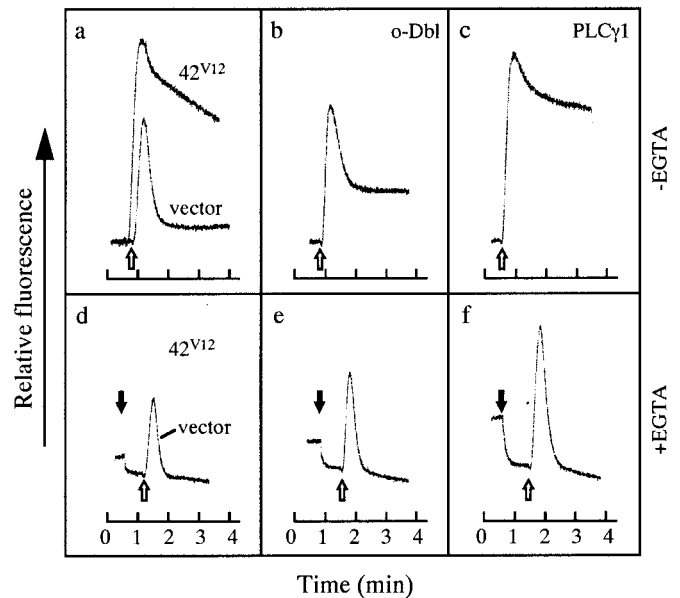 a
42V12
vector
b
o-Dbl
c
PLCγ1
-EGTA
Relative fluorescence
d
42V12
vector
e
f
+EGTA
0 1 2 3 4
0 1 2 3 4
0 1 2 3 4
Time (min)